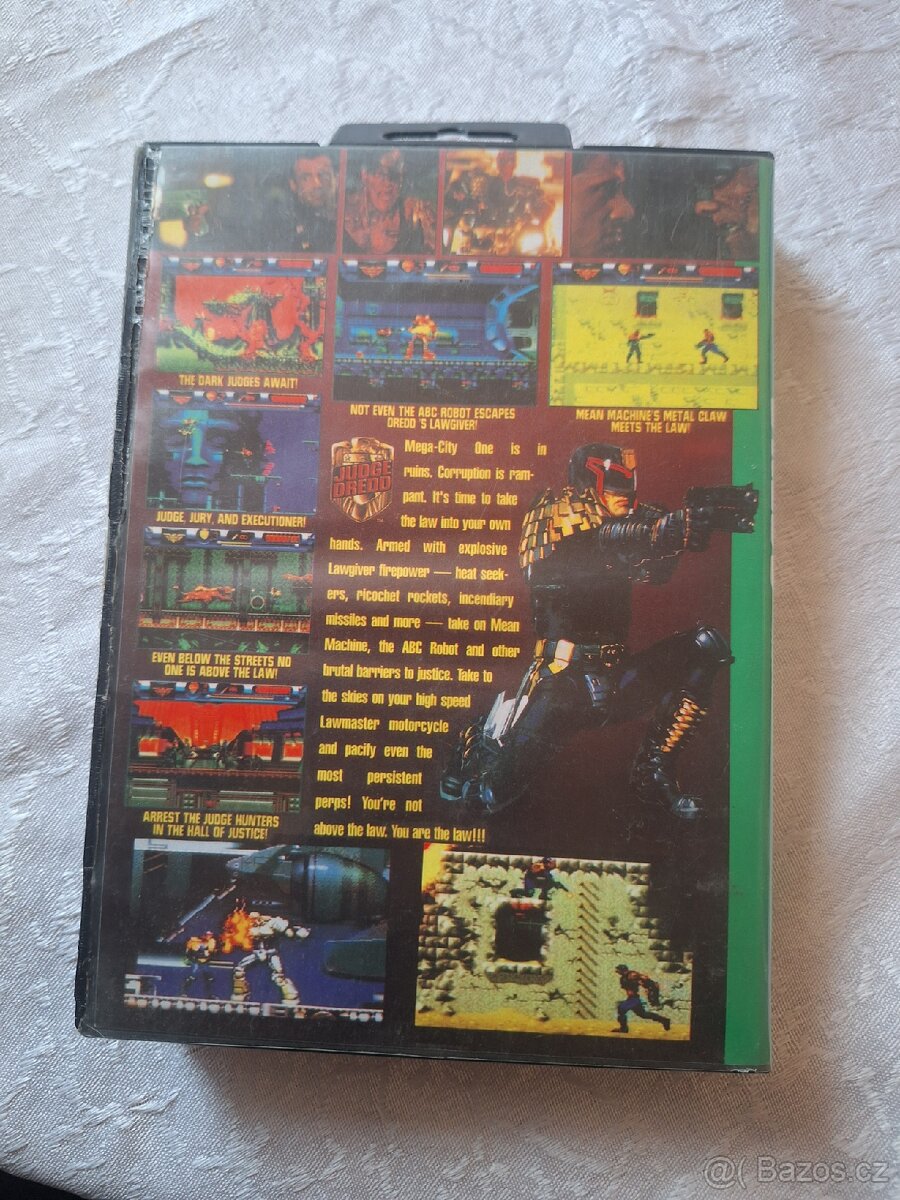 THE DARK JUDGES AWAIT!
NOT EVEN THE ABC ROBOT ESCAPES
DREDD 'S LAWGIVER!
MEAN MACHINE'S METAL CLAW
MEETS THE LAW!
JUDGE, JURY, AND EXECUTIONER!
EVEN BELOW THE STREETS NO
ONE IS ABOVE THE LAW!
ARREST THE JUDGE HUNTERS
IN THE HALL OF JUSTICE!
JUDGE
DREDD
TM
Mega-City One is in
ruins. Corruption is ram-
pant. It's time to take
the law into your own
hands. Armed with explosive
Lawgiver firepower — heat seek-
ers, ricochet rockets, incendiary
missiles and more — take on Mean
Machine, the ABC Robot and other
brutal barriers to justice. Take to
the skies on your high speed
Lawmaster motorcycle
and pacify even the
most persistent
perps! You're not
above the law. You are the law!!!
@( Bazos.cz